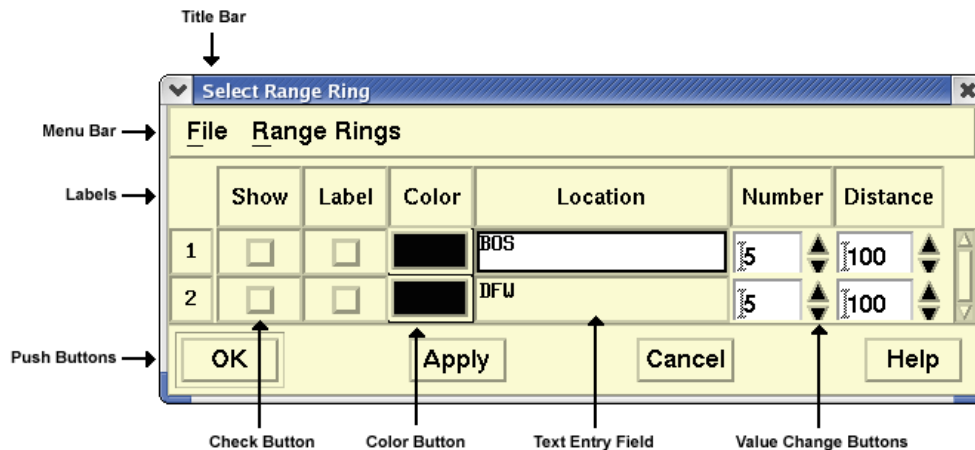 Title Bar
Select Range Ring
Menu Bar
File Range Rings
Labels
Show Label Color Location Number Distance
1 BOS 5 100
2 DFW 5 100
Push Buttons
OK Apply Cancel Help
Check Button Color Button Text Entry Field Value Change Buttons